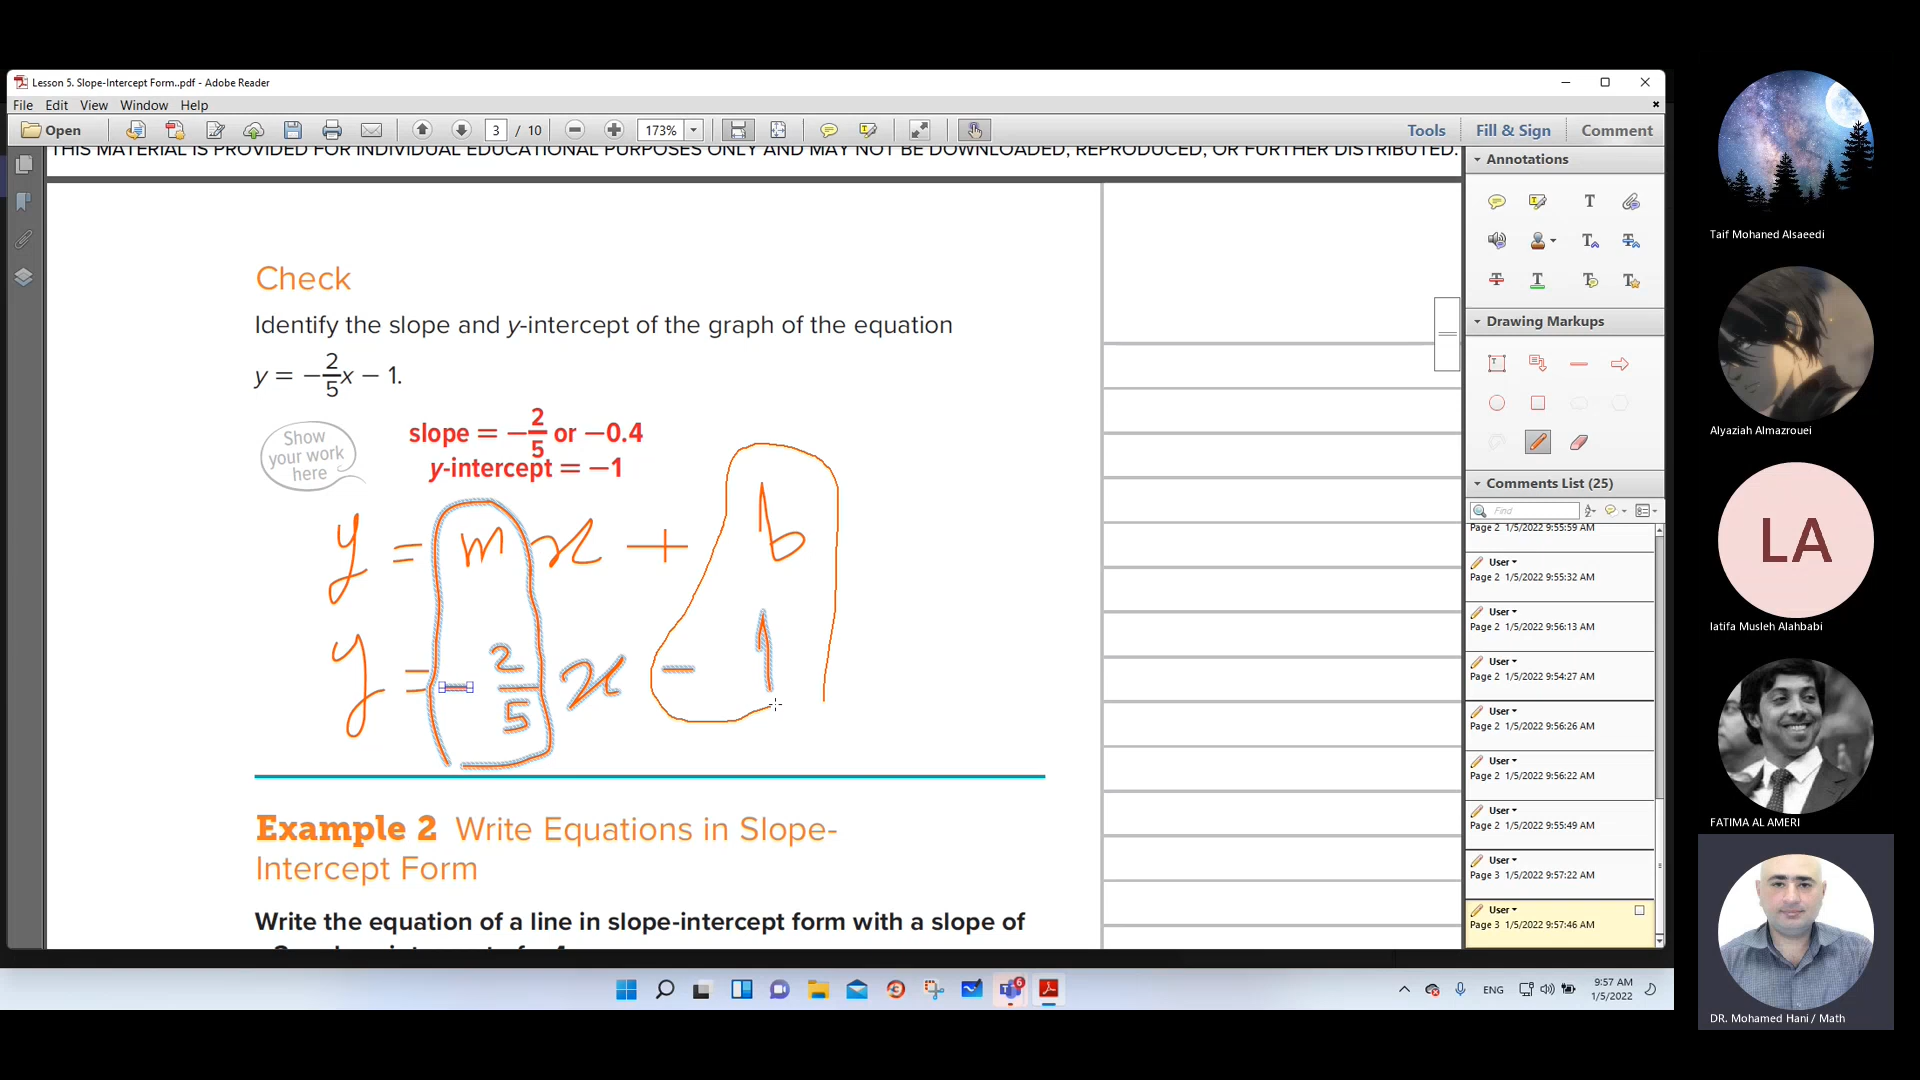 Lesson 5. Slope-Intercept Form..pdf - Adobe Reader
File Edit View Window Help
Open 3 / 10 173% Tools Fill & Sign Comment
THIS MATERIAL IS PROVIDED FOR INDIVIDUAL EDUCATIONAL PURPOSES ONLY AND MAY NOT BE DOWNLOADED, REPRODUCED, OR FURTHER DISTRIBUTED.
Check
Identify the slope and y-intercept of the graph of the equation
y = −2/5x − 1.
Show
your work
here
slope = −2/5 or −0.4
y-intercept = −1
y = mx + b
y = − 2/5 x − 1
Example 2 Write Equations in Slope-
Intercept Form
Write the equation of a line in slope-intercept form with a slope of
Annotations
Drawing Markups
Comments List (25)
Find
Page 2 1/5/2022 9:55:59 AM
User
Page 2 1/5/2022 9:55:32 AM
User
Page 2 1/5/2022 9:56:13 AM
User
Page 2 1/5/2022 9:54:27 AM
User
Page 2 1/5/2022 9:56:26 AM
User
Page 2 1/5/2022 9:56:22 AM
User
Page 2 1/5/2022 9:55:49 AM
User
Page 3 1/5/2022 9:57:22 AM
User
Page 3 1/5/2022 9:57:46 AM
Taif Mohaned Alsaeedi
Alyaziah Almazrouei
LA
latifa Musleh Alahbabi
FATIMA AL AMERI
DR. Mohamed Hani / Math
6
ENG
9:57 AM
1/5/2022